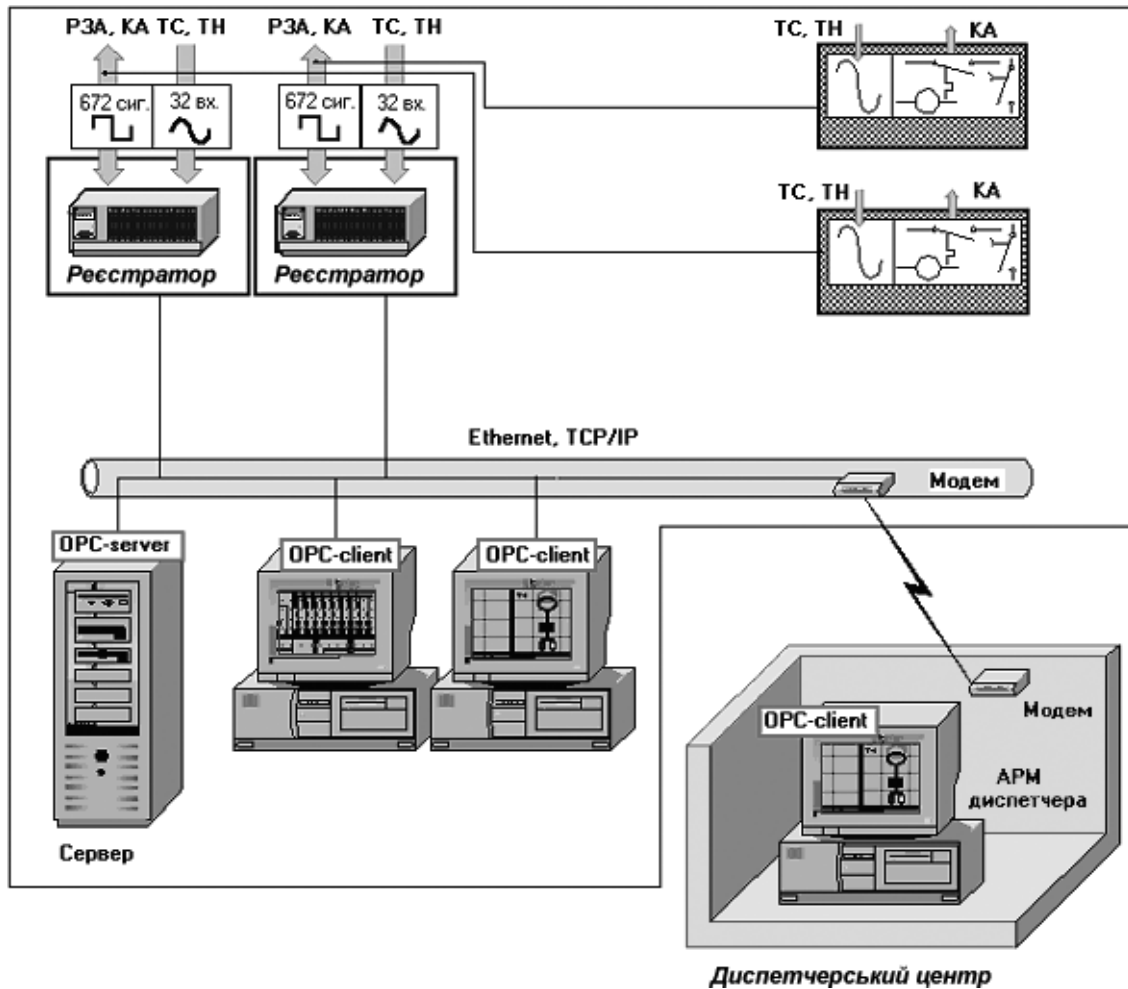 РЗА, КА ТС, ТН
РЗА, КА ТС, ТН
ТС, ТН КА
672 сиг. 32 вх.
672 сиг. 32 вх.
ТС, ТН КА
Реєстратор
Реєстратор
Ethernet, TCP/IP
Модем
OPC-server
OPC-client
OPC-client
Модем
OPC-client
АРМ
диспетчера
Сервер
Диспетчерський центр